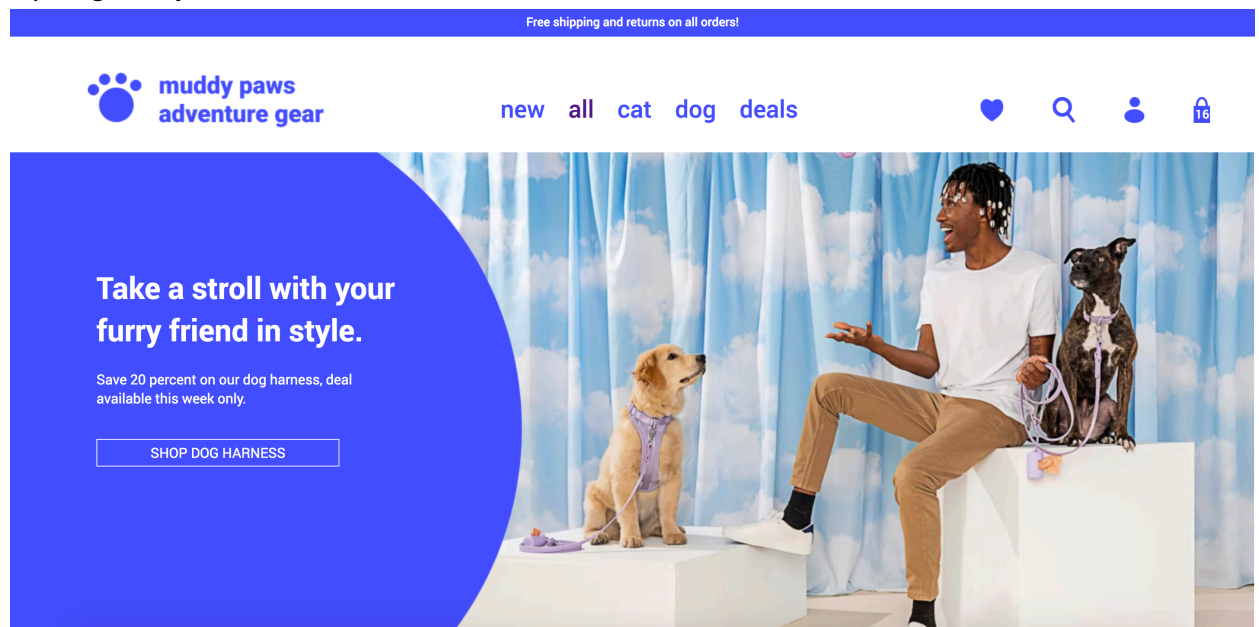 Free shipping and returns on all orders!
muddy paws
adventure gear
new all cat dog deals
16
Take a stroll with your
furry friend in style.
Save 20 percent on our dog harness, deal
available this week only.
SHOP DOG HARNESS